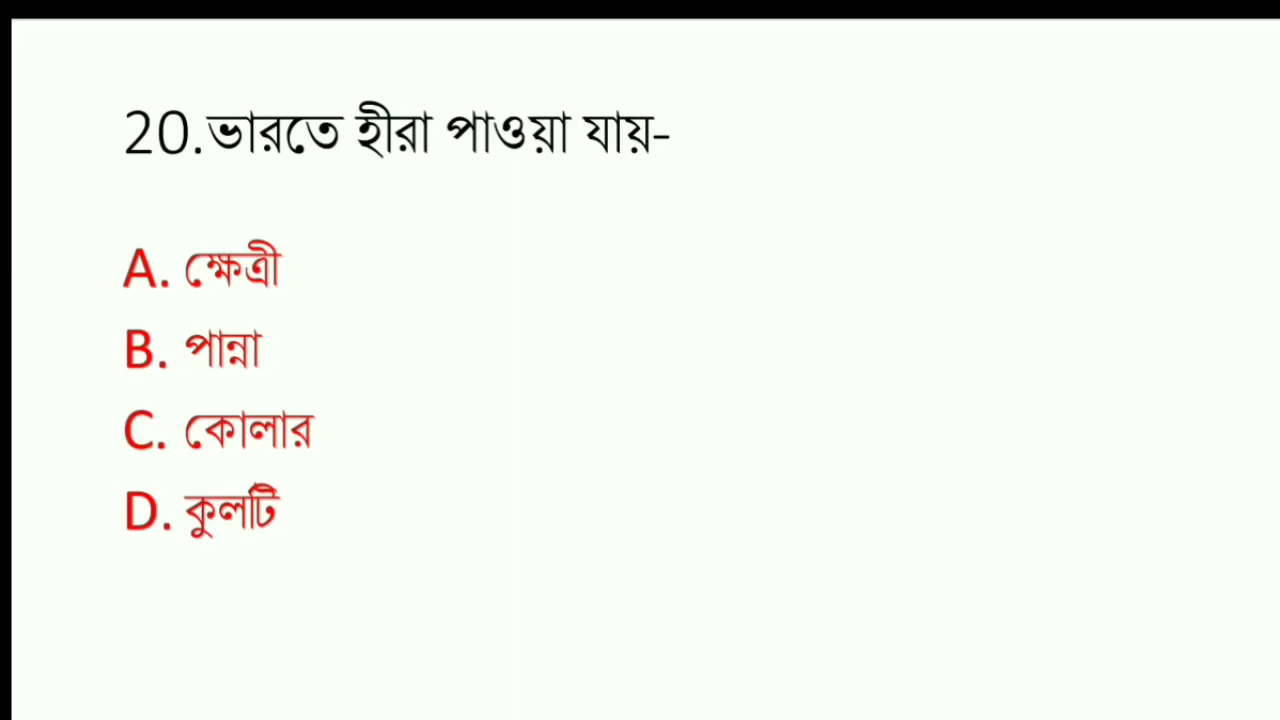 20.ভারতে হীরা পাওয়া যায়-
A. ক্ষেত্রী
B. পান্না
C. কোলার
D. কুলটি